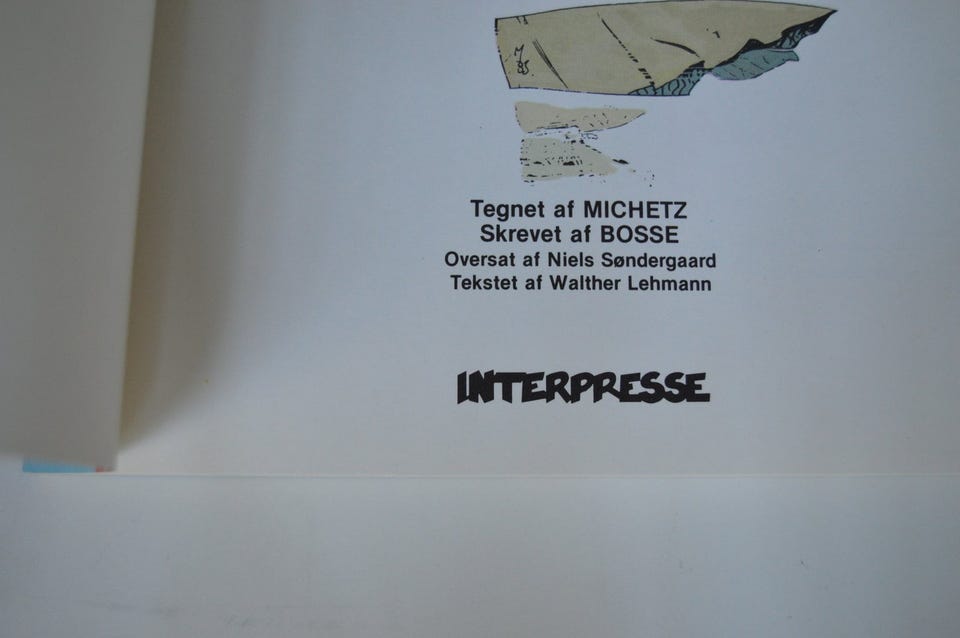 Tegnet af MICHETZ
Skrevet af BOSSE
Oversat af Niels Søndergaard
Tekstet af Walther Lehmann
INTERPRESSE